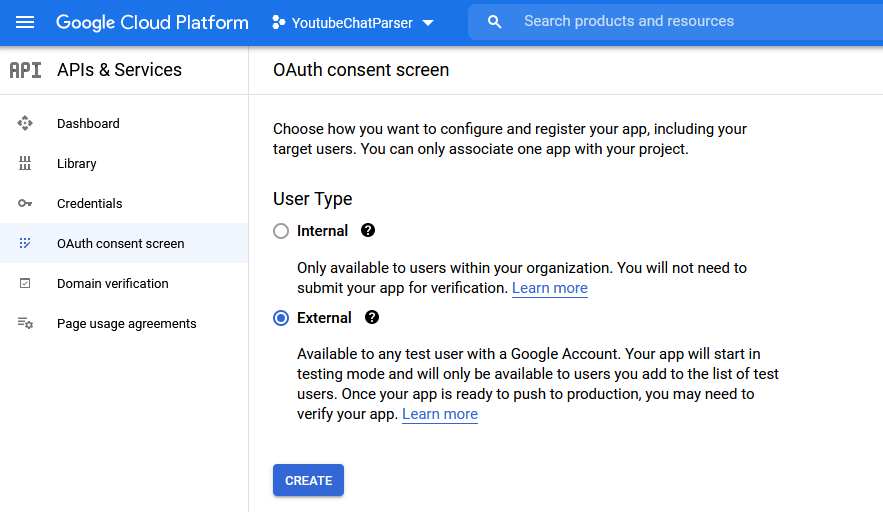 Google Cloud Platform
YoutubeChatParser
Search products and resources
API
APIs & Services
OAuth consent screen
Dashboard
Library
Credentials
OAuth consent screen
Domain verification
Page usage agreements
Choose how you want to configure and register your app, including your
target users. You can only associate one app with your project.
User Type
Internal
Only available to users within your organization. You will not need to
submit your app for verification. Learn more
External
Available to any test user with a Google Account. Your app will start in
testing mode and will only be available to users you add to the list of test
users. Once your app is ready to push to production, you may need to
verify your app. Learn more
CREATE